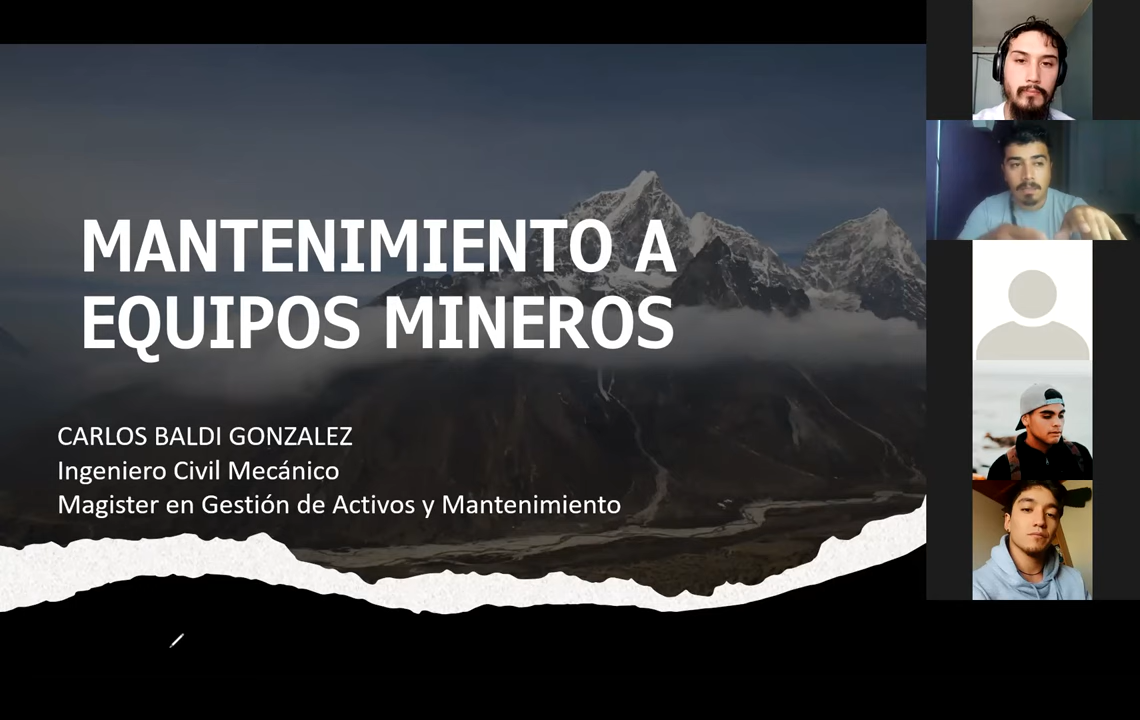 MANTENIMIENTO A
EQUIPOS MINEROS
CARLOS BALDI GONZALEZ
Ingeniero Civil Mecánico
Magister en Gestión de Activos y Mantenimiento